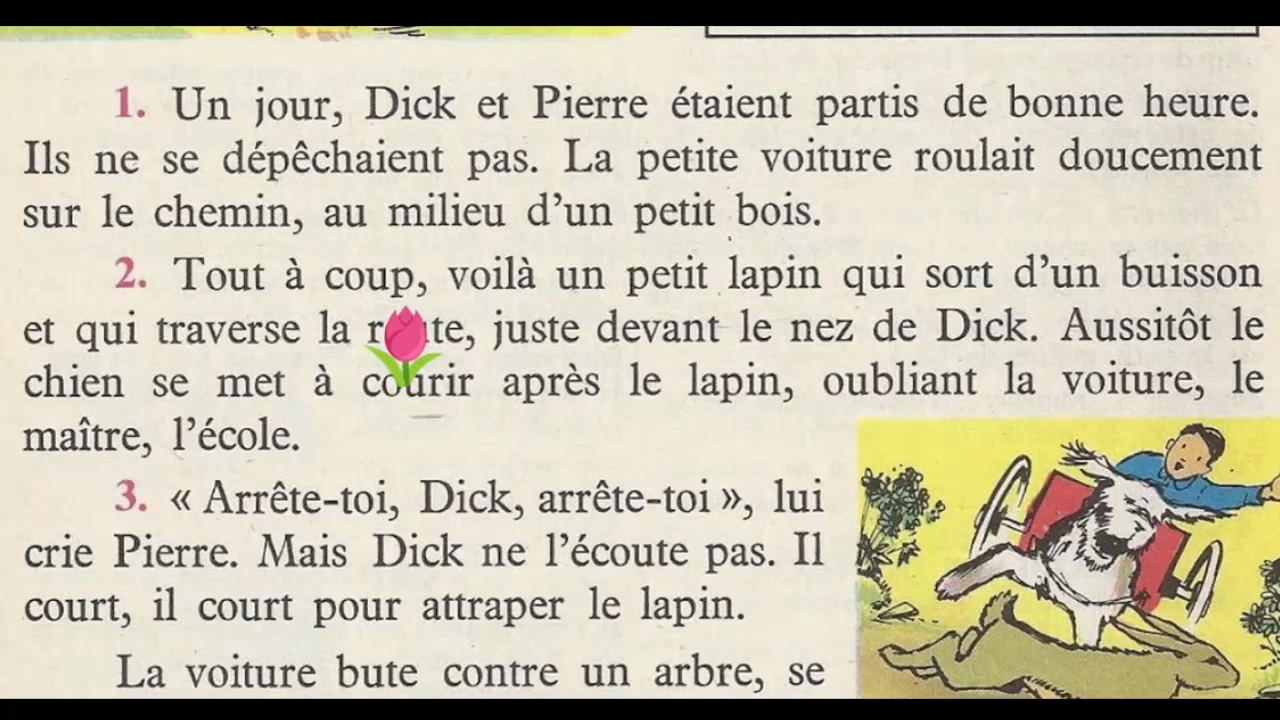 1. Un jour, Dick et Pierre étaient partis de bonne heure.
Ils ne se dépêchaient pas. La petite voiture roulait doucement
sur le chemin, au milieu d'un petit bois.
2. Tout à coup, voilà un petit lapin qui sort d'un buisson
et qui traverse la route, juste devant le nez de Dick. Aussitôt le
chien se met à courir après le lapin, oubliant la voiture, le
maître, l'école.
3. « Arrête-toi, Dick, arrête-toi », lui
crie Pierre. Mais Dick ne l'écoute pas. Il
court, il court pour attraper le lapin.
La voiture bute contre un arbre, se